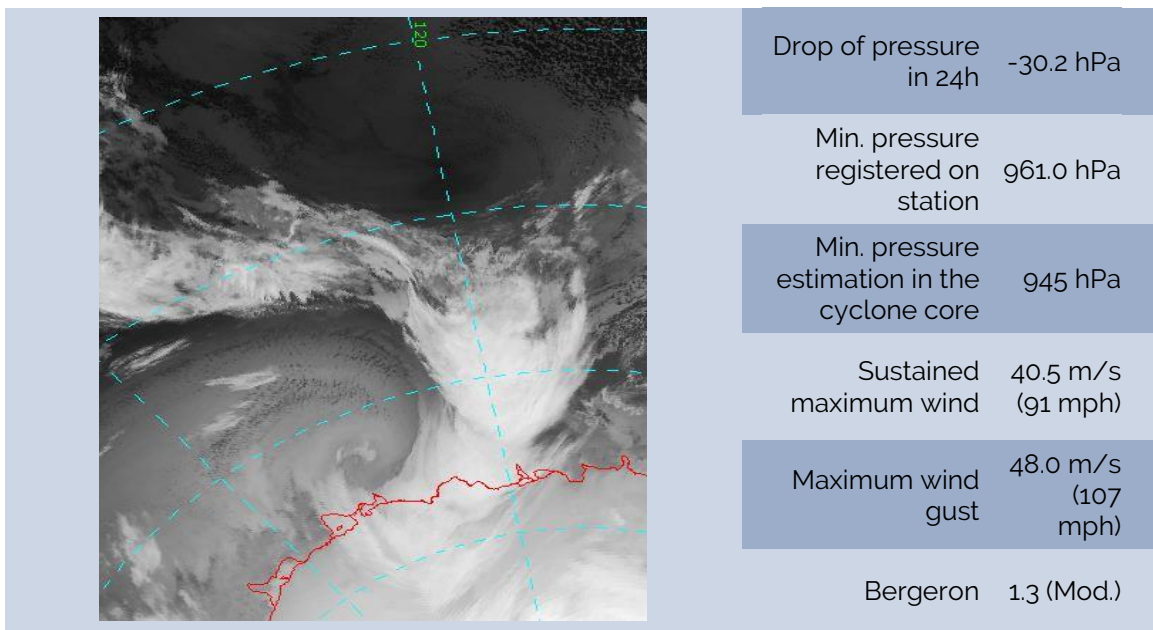 120
Drop of pressure
in 24h
-30.2 hPa
Min. pressure
registered on
station
961.0 hPa
Min. pressure
estimation in the
cyclone core
945 hPa
Sustained
maximum wind
40.5 m/s
(91 mph)
Maximum wind
gust
48.0 m/s
(107
mph)
Bergeron
1.3 (Mod.)